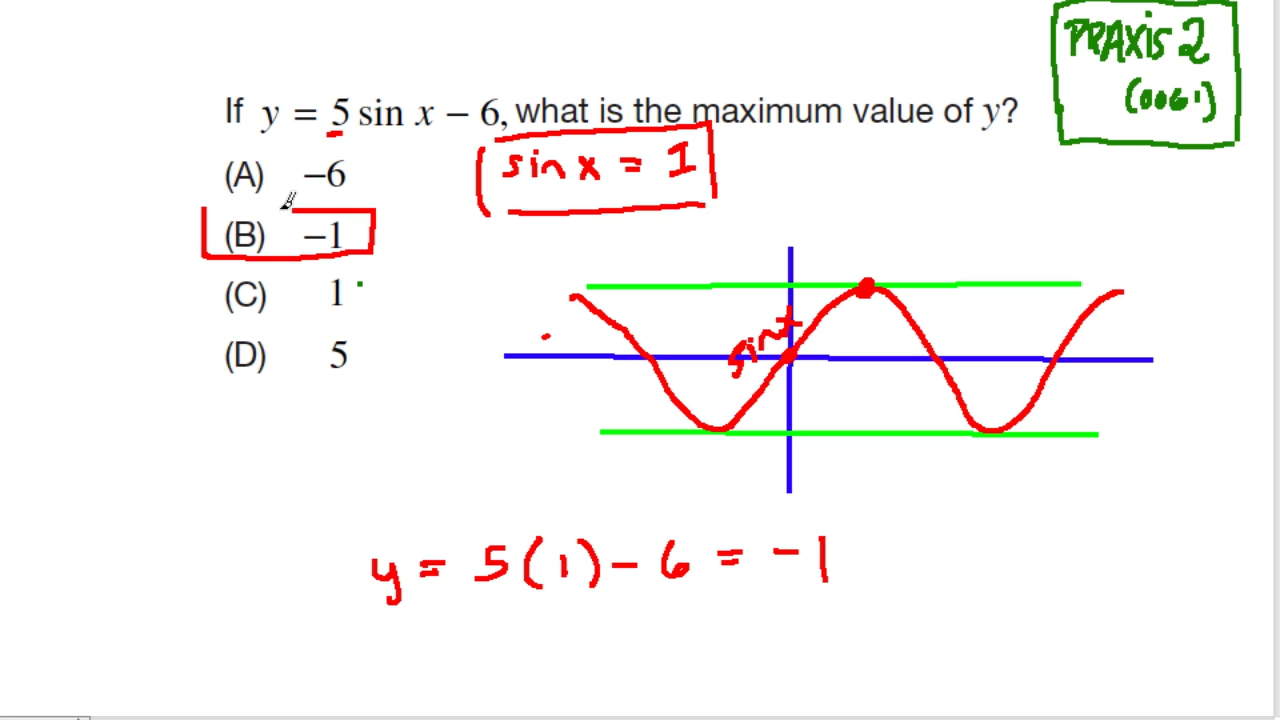 PRAXIS 2
(0061)
If y = 5 sin x − 6, what is the maximum value of y?
sin x = 1
(A) −6
(B) −1
(C) 1
(D) 5
sin x
y = 5(1) - 6 = -1